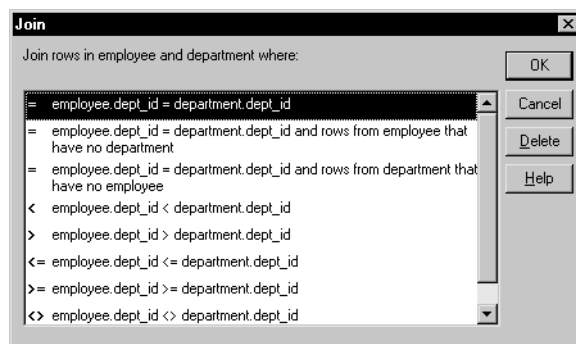 Join
Join rows in employee and department where:
OK
= employee.dept_id = department.dept_id
Cancel
= employee.dept_id = department.dept_id and rows from employee that
have no department
Delete
= employee.dept_id = department.dept_id and rows from department that
have no employee
Help
< employee.dept_id < department.dept_id
> employee.dept_id > department.dept_id
<= employee.dept_id <= department.dept_id
>= employee.dept_id >= department.dept_id
<> employee.dept_id <> department.dept_id